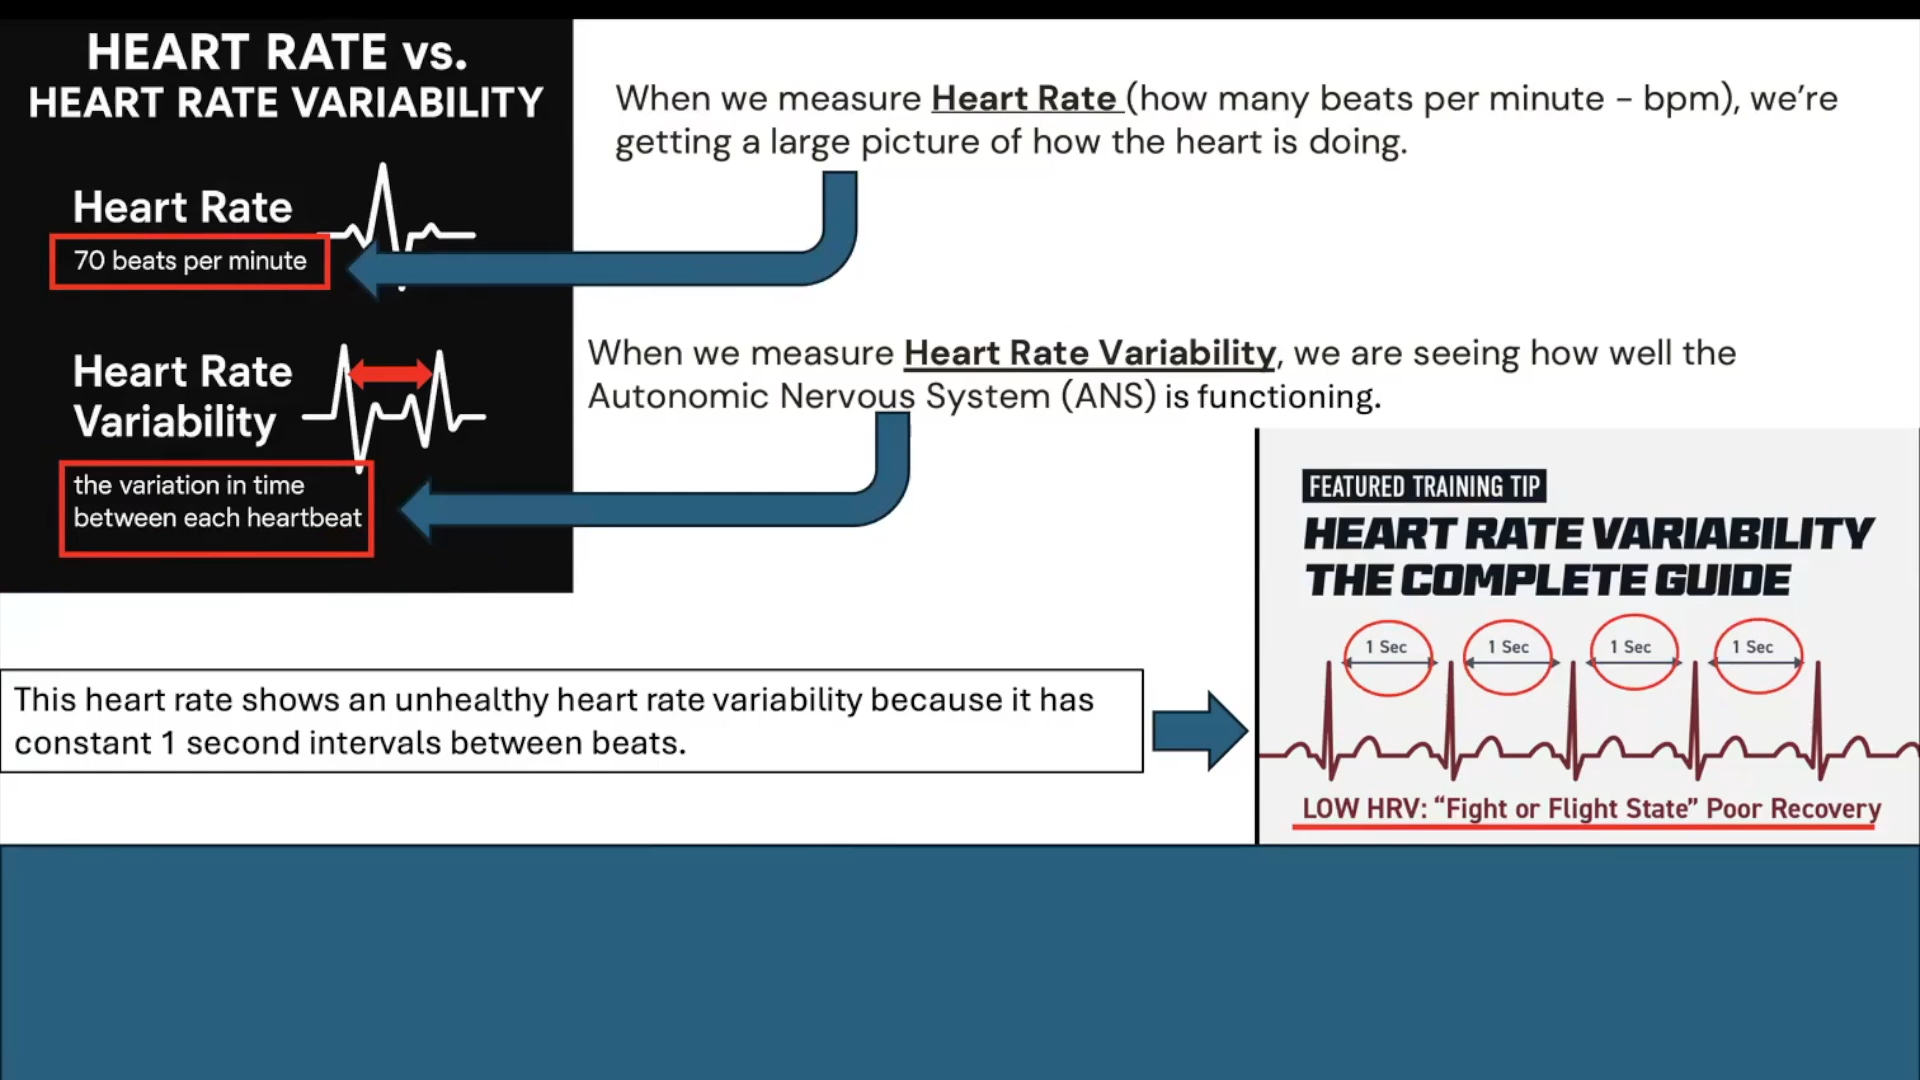 HEART RATE vs.
HEART RATE VARIABILITY
Heart Rate
70 beats per minute
Heart Rate
Variability
the variation in time
between each heartbeat
When we measure Heart Rate (how many beats per minute – bpm), we’re
getting a large picture of how the heart is doing.
When we measure Heart Rate Variability, we are seeing how well the
Autonomic Nervous System (ANS) is functioning.
This heart rate shows an unhealthy heart rate variability because it has
constant 1 second intervals between beats.
FEATURED TRAINING TIP
HEART RATE VARIABILITY
THE COMPLETE GUIDE
1 Sec 1 Sec 1 Sec 1 Sec
LOW HRV: “Fight or Flight State” Poor Recovery